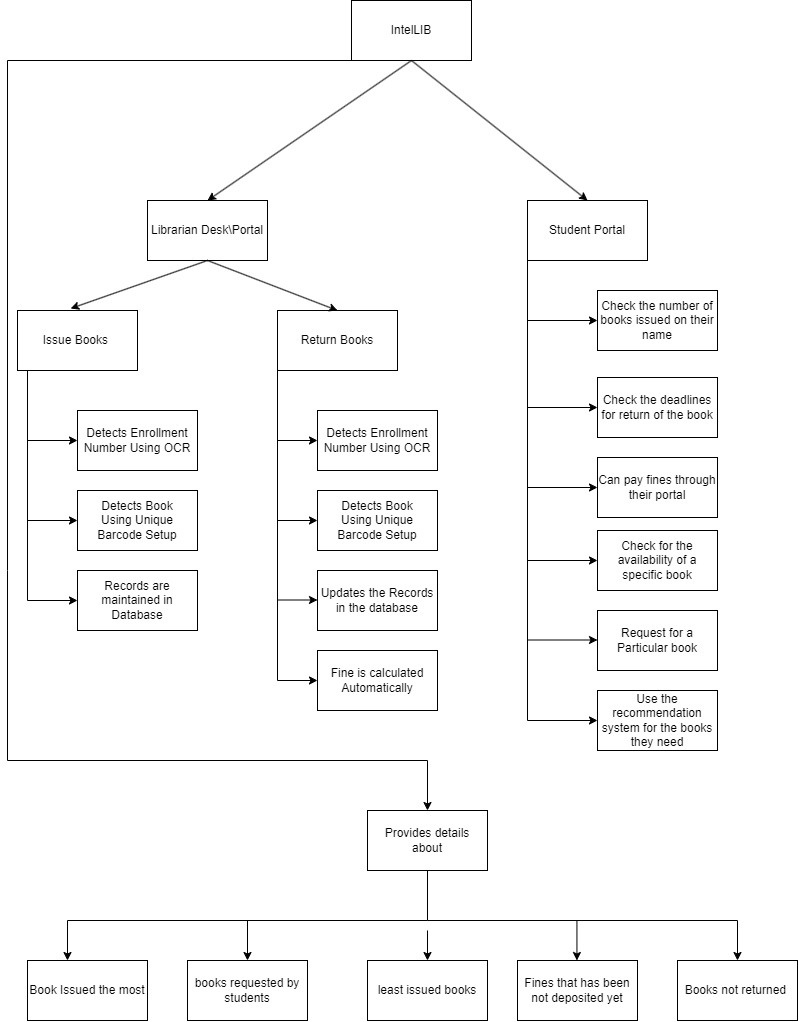 IntelLIB
Librarian Desk\Portal
Student Portal
Issue Books
Return Books
Check the number of
books issued on their
name
Check the deadlines
for return of the book
Can pay fines through
their portal
Check for the
availability of a
specific book
Request for a
Particular book
Use the
recommendation
system for the books
they need
Detects Enrollment
Number Using OCR
Detects Book
Using Unique
Barcode Setup
Records are
maintained in
Database
Detects Enrollment
Number Using OCR
Detects Book
Using Unique
Barcode Setup
Updates the Records
in the database
Fine is calculated
Automatically
Provides details
about
Book Issued the most
books requested by
students
least issued books
Fines that has been
not deposited yet
Books not returned